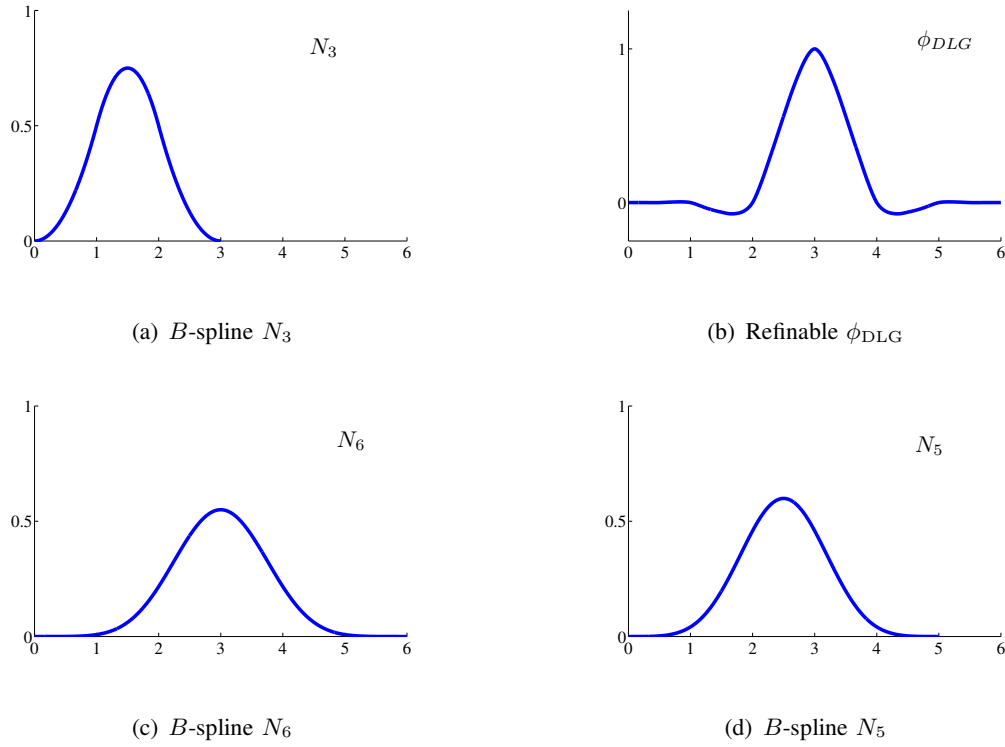 1
N_3
0.5
0
0 1 2 3 4 5 6
(a) B-spline N_3
ϕ_DLG
1
0
0 1 2 3 4 5 6
(b) Refinable ϕ_DLG
1
N_6
0.5
0
0 1 2 3 4 5 6
(c) B-spline N_6
1
N_5
0.5
0
0 1 2 3 4 5 6
(d) B-spline N_5